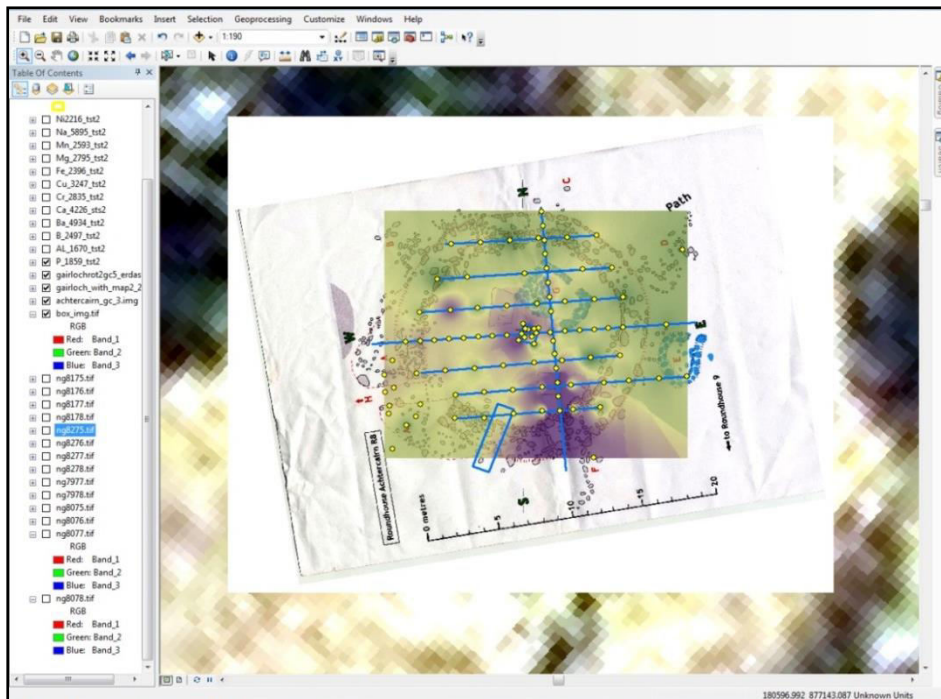 File Edit View Bookmarks Insert Selection Geoprocessing Customize Windows Help
1:190
Table Of Contents
Ni2216_tst2
Na_5895_tst2
Mn_2593_tst2
Mg_2795_tst2
Fe_2396_tst2
Cu_3247_tst2
Cr_2835_tst2
Ca_4226_sts2
Ba_4934_tst2
B_2497_tst2
AL_1670_tst2
P_1859_tst2
gairlochrot2gc5_erdas
gairloch_with_map2_2
achtercairn_gc_3.img
box_img.tif
RGB
Red: Band_1
Green: Band_2
Blue: Band_3
ng8175.tif
ng8176.tif
ng8177.tif
ng8178.tif
ng8275.tif
ng8276.tif
ng8277.tif
ng8278.tif
ng7977.tif
ng7978.tif
ng8075.tif
ng8076.tif
ng8077.tif
RGB
Red: Band_1
Green: Band_2
Blue: Band_3
ng8078.tif
RGB
Red: Band_1
Green: Band_2
Blue: Band_3
N
C
Path
W
E
A
H
F
S
Roundhouse Achtercairn R8
to Roundhouse 9
0 metres
5
10
15
20
180596.992 877143.087 Unknown Units